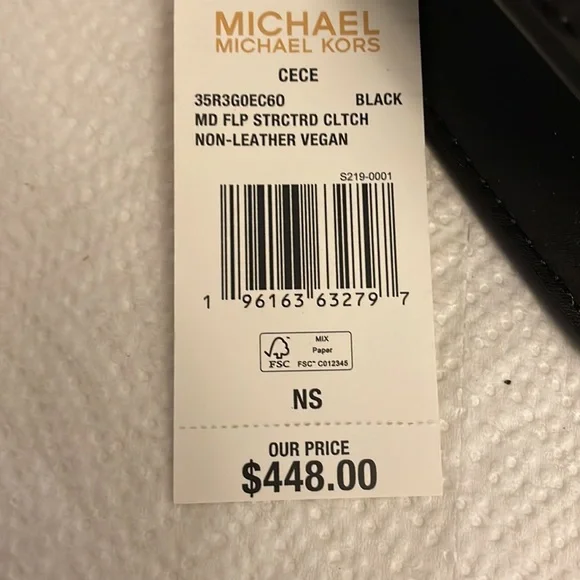 MICHAEL
MICHAEL KORS
CECE
35R3G0EC6O BLACK
MD FLP STRCTRD CLTCH
NON-LEATHER VEGAN
S219-0001
1 96163 63279 7
MIX
Paper
FSC FSC™ C012345
NS
OUR PRICE
$448.00